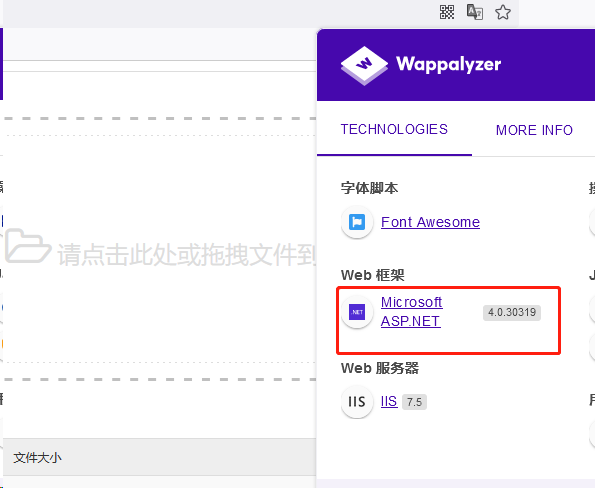 W Wappalyzer
TECHNOLOGIES MORE INFO
字体脚本
Font Awesome
请点击此处或拖拽文件到
Web 框架
.NET Microsoft ASP.NET 4.0.30319
Web 服务器
IIS IIS 7.5
文件大小